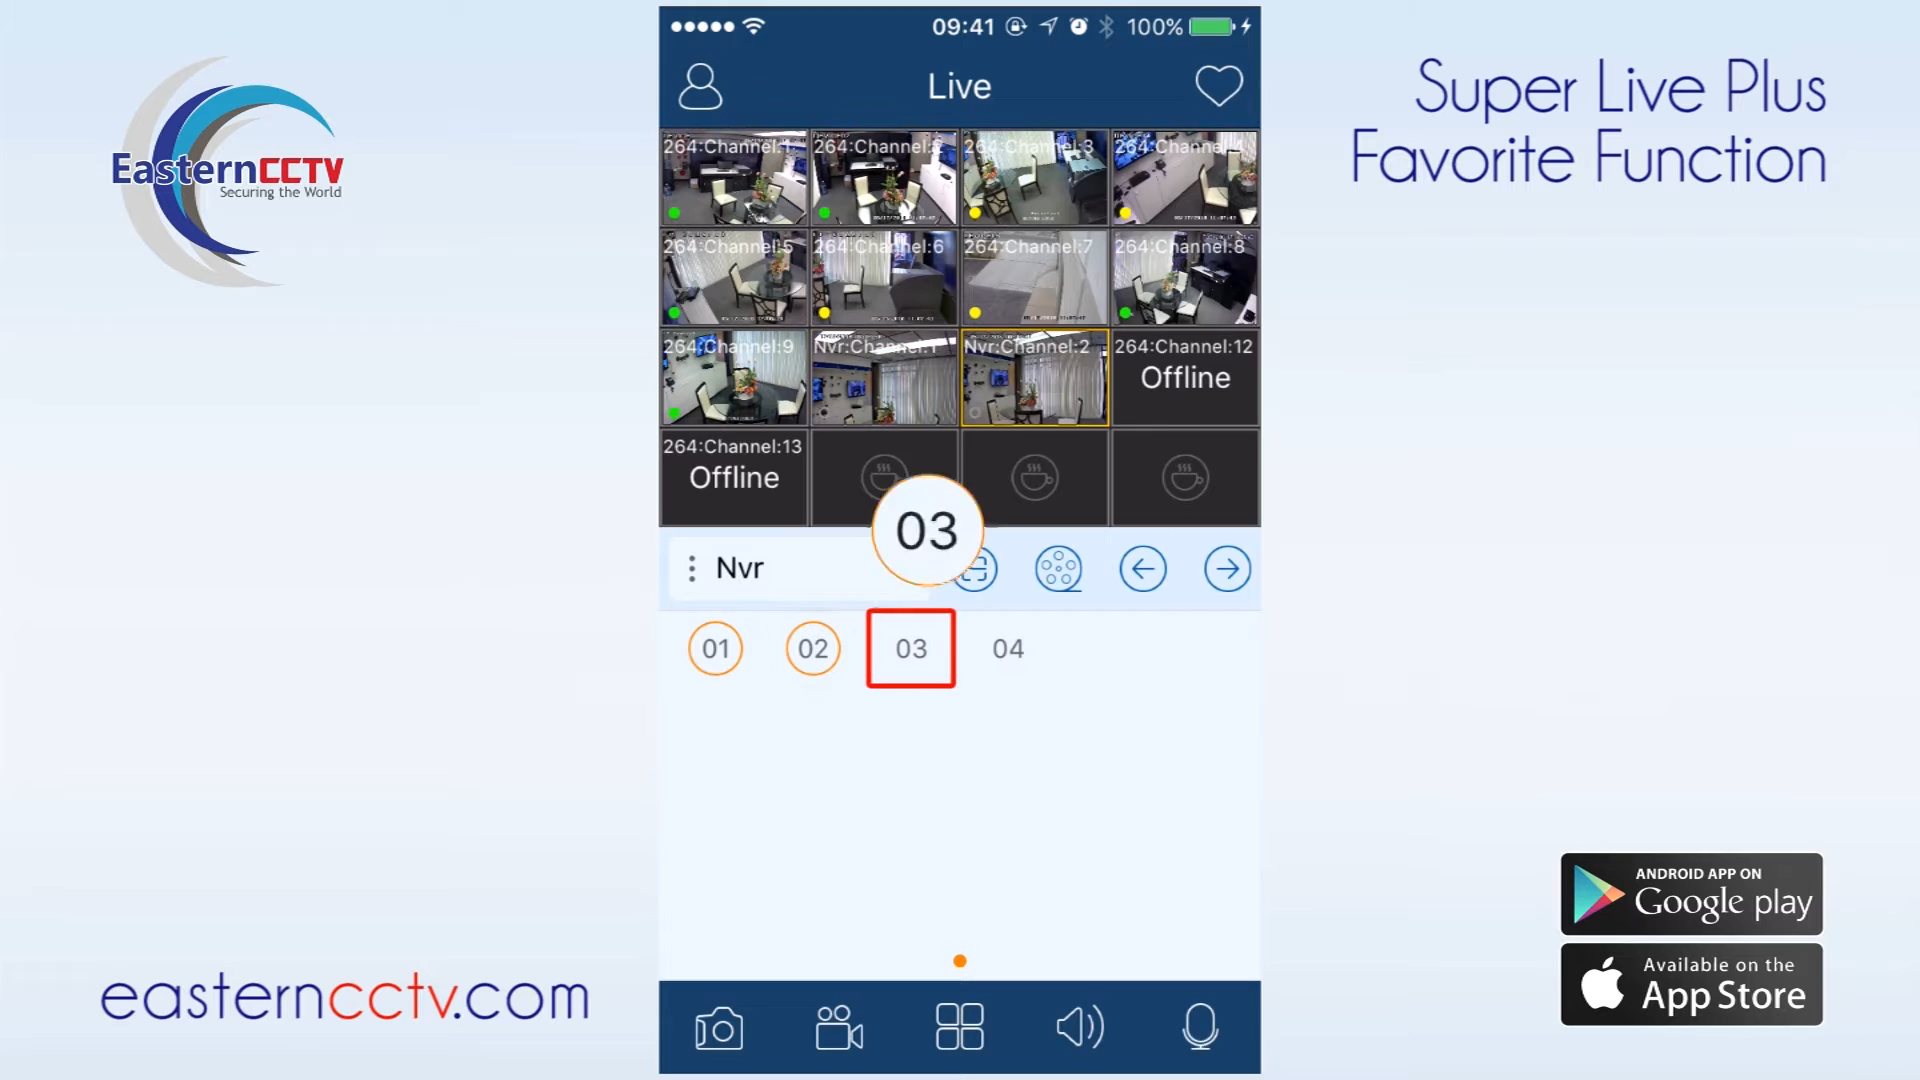 EasternCCTV
Securing the World
Super Live Plus
Favorite Function
09:41 100%
Live
264:Channel:1
264:Channel:2
264:Channel:3
264:Channel:4
264:Channel:5
264:Channel:6
264:Channel:7
264:Channel:8
264:Channel:9
Nvr:Channel:1
Nvr:Channel:2
264:Channel:12
Offline
264:Channel:13
Offline
03
Nvr
01 02 03 04
easterncctv.com
ANDROID APP ON
Google play
Available on the
App Store